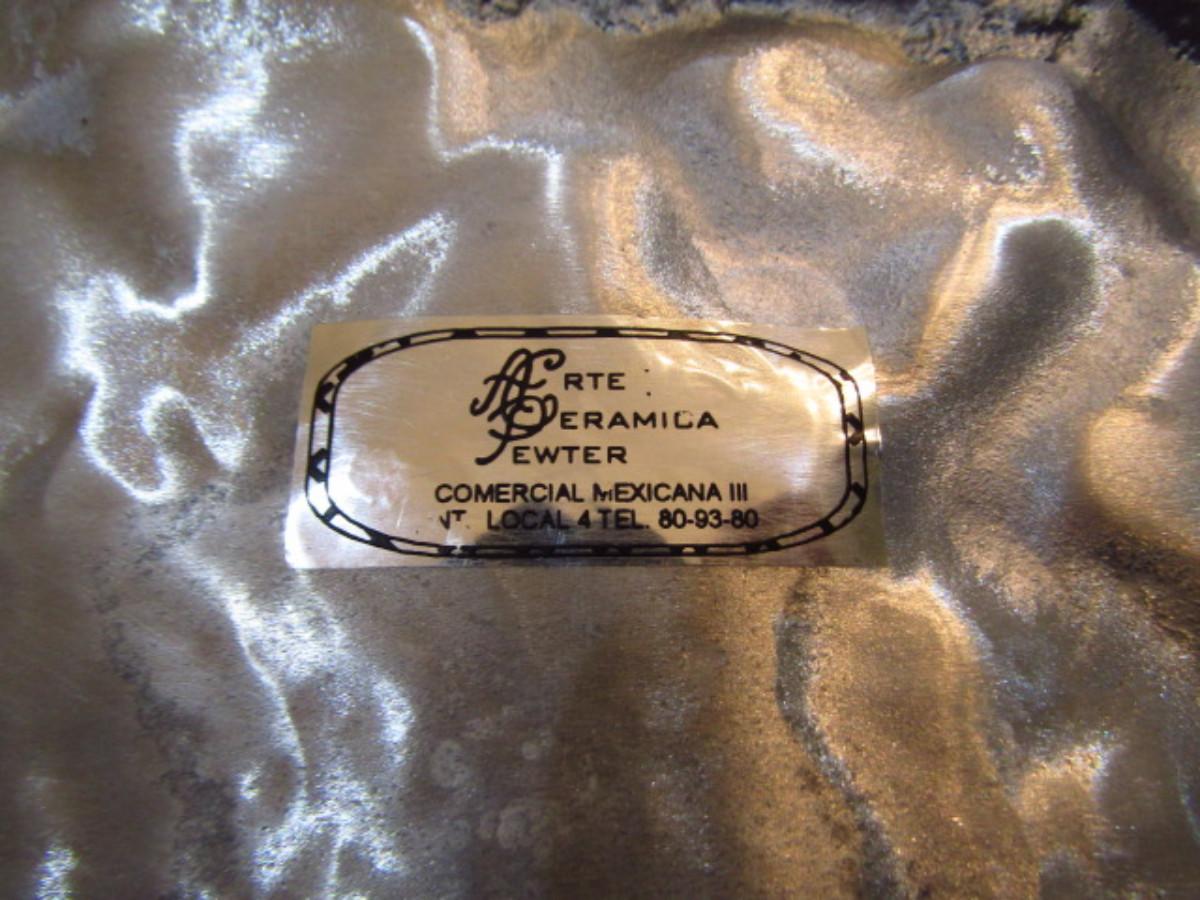 ARTE
CERAMICA
PEWTER
COMERCIAL MEXICANA III
LOCAL 4 TEL. 80-93-80